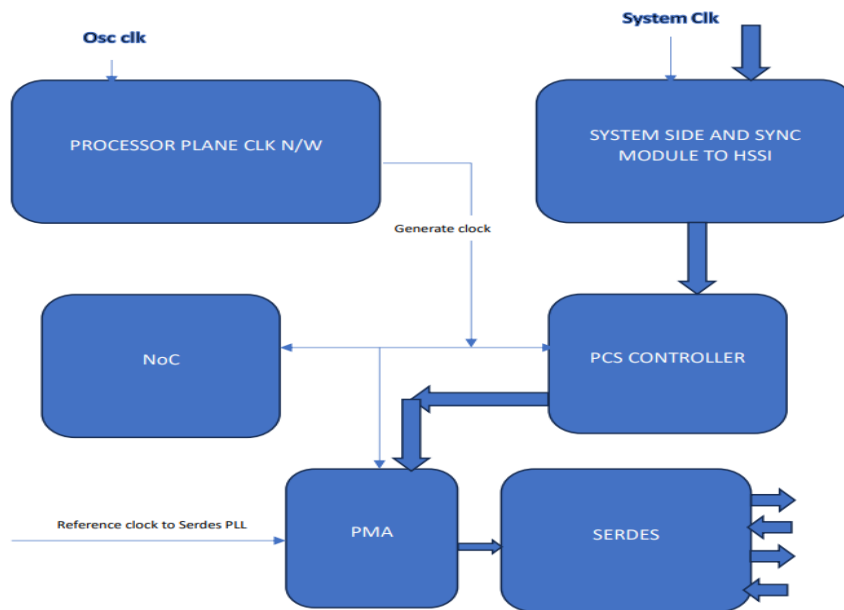 Osc clk
System Clk
PROCESSOR PLANE CLK N/W
SYSTEM SIDE AND SYNC
MODULE TO HSSI
Generate clock
NoC
PCS CONTROLLER
Reference clock to Serdes PLL
PMA
SERDES